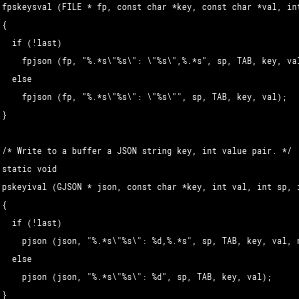 fpskeysval (FILE * fp, const char *key, const char *val, int
{
if (!last)
fpjson (fp, "%.*s\"%s\": \"%s\",%.*s", sp, TAB, key, val
else
fpjson (fp, "%.*s\"%s\": \"%s\"", sp, TAB, key, val);
}
/* Write to a buffer a JSON string key, int value pair. */
static void
pskeyival (GJSON * json, const char *key, int val, int sp,
{
if (!last)
pjson (json, "%.*s\"%s\": %d,%.*s", sp, TAB, key, val,
else
pjson (json, "%.*s\"%s\": %d", sp, TAB, key, val);
}